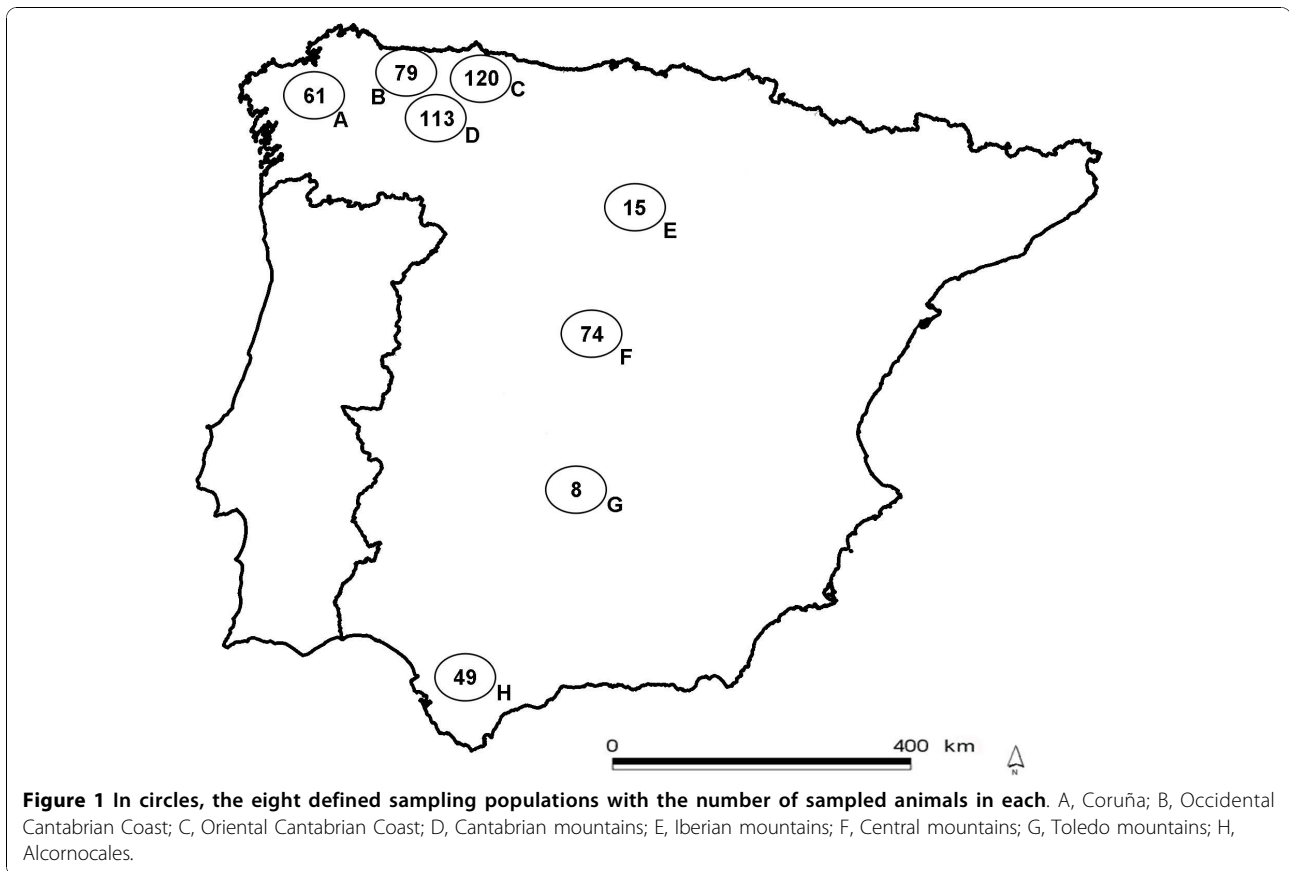 79
120
61
B
C
A
113
D
15
E
74
F
8
G
49
H
0 400 km
N
Figure 1 In circles, the eight defined sampling populations with the number of sampled animals in each. A, Coruña; B, Occidental
Cantabrian Coast; C, Oriental Cantabrian Coast; D, Cantabrian mountains; E, Iberian mountains; F, Central mountains; G, Toledo mountains; H,
Alcornocales.